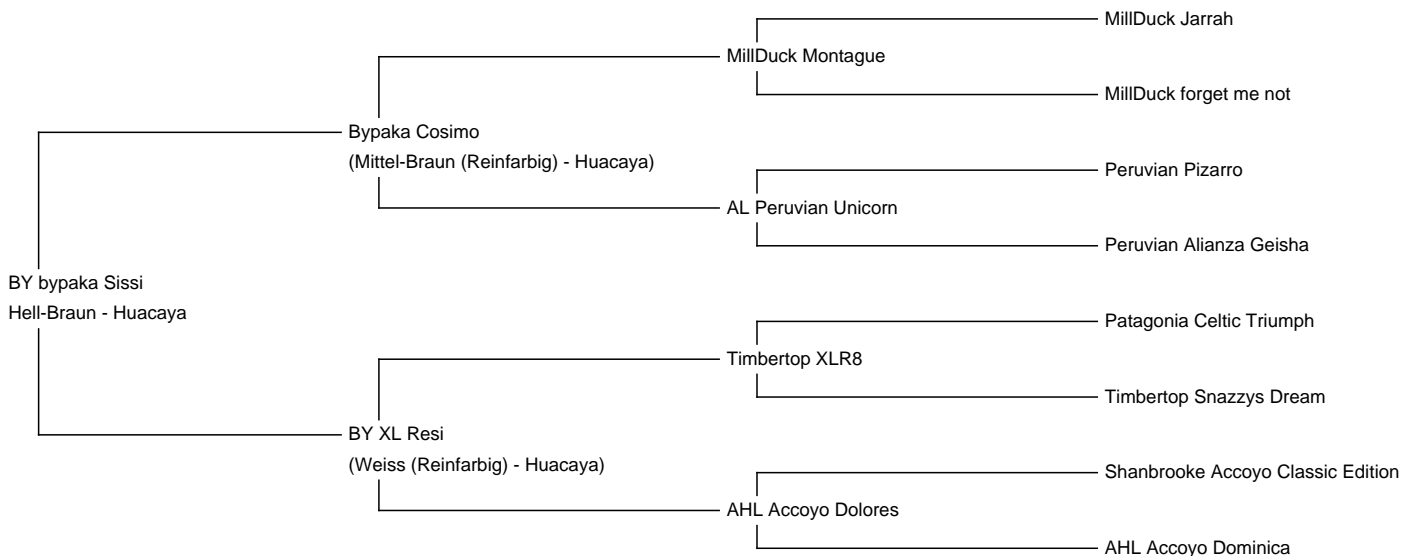 MillDuck Jarrah
MillDuck Montague
MillDuck forget me not
Bypaka Cosimo
(Mittel-Braun (Reinfarbig) - Huacaya)
Peruvian Pizarro
AL Peruvian Unicorn
Peruvian Alianza Geisha
BY bypaka Sissi
Hell-Braun - Huacaya
Patagonia Celtic Triumph
Timbertop XLR8
Timbertop Snazzys Dream
BY XL Resi
(Weiss (Reinfarbig) - Huacaya)
Shanbrooke Accoyo Classic Edition
AHL Accoyo Dolores
AHL Accoyo Dominica